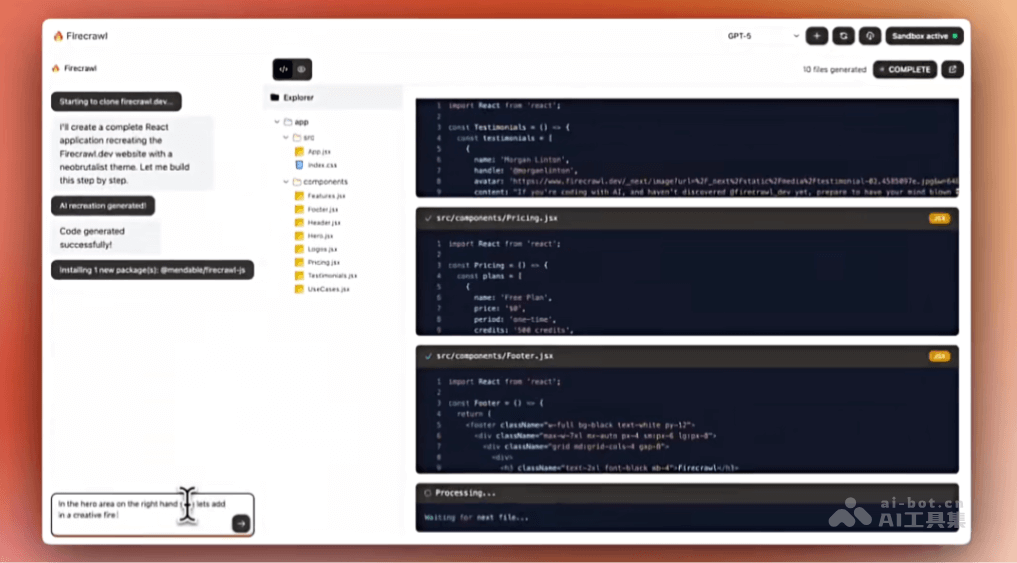 Firecrawl
GPT-5
Sandbox active
Firecrawl
10 files generated
COMPLETE
Starting to clone firecrawl.dev...
I'll create a complete React
application recreating the
Firecrawl.dev website with a
neobrutalist theme. Let me build
this step by step.
AI recreation generated!
Code generated
successfully!
Installing 1 new package(s): @mendable/firecrawl-js
In the hero area on the right hand lets add
in a creative fire
Explorer
app
src
App.jsx
index.css
components
Features.jsx
Footer.jsx
Header.jsx
Hero.jsx
Logos.jsx
Pricing.jsx
Testimonials.jsx
UseCases.jsx
1 import React from 'react';
2
3 const Testimonials = () => {
4 const testimonials = [
5 {
6 name: 'Morgan Linton',
7 handle: '@morganlinton',
8 avatar: 'https://www.firecrawl.dev/_next/image?url=%2F_next%2Fstatic%2Fmedia%2Ftestimonial-02.
9 content: "If you're coding with AI, and haven't discovered @firecrawl_dev yet, prepare to have your mind blown
src/components/Pricing.jsx
JSX
1 import React from 'react';
2
3 const Pricing = () => {
4 const plans = [
5 {
6 name: 'Free Plan',
7 price: '$0',
8 period: 'one-time',
9 credits: '500 credits',
src/components/Footer.jsx
JSX
1 import React from 'react';
2
3 const Footer = () => {
4 return (
5 <footer className="w-full bg-black text-white py-12">
6 <div className="max-w-7xl mx-auto px-4 sm:px-6 lg:px-8">
7 <div className="grid md:grid-cols-4 gap-8">
8 <div>
9 <h3 className="text-2xl font-black mb-4">Firecrawl</h3>
Processing...
Waiting for next file...
ai-bot.cn
AI工具集